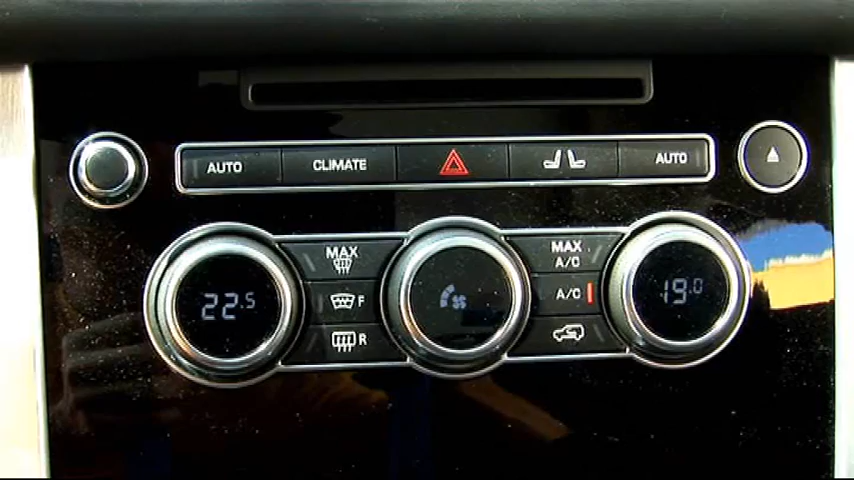 AUTO CLIMATE AUTO
MAX MAX
A/C
22.5 F A/C 19.0
R